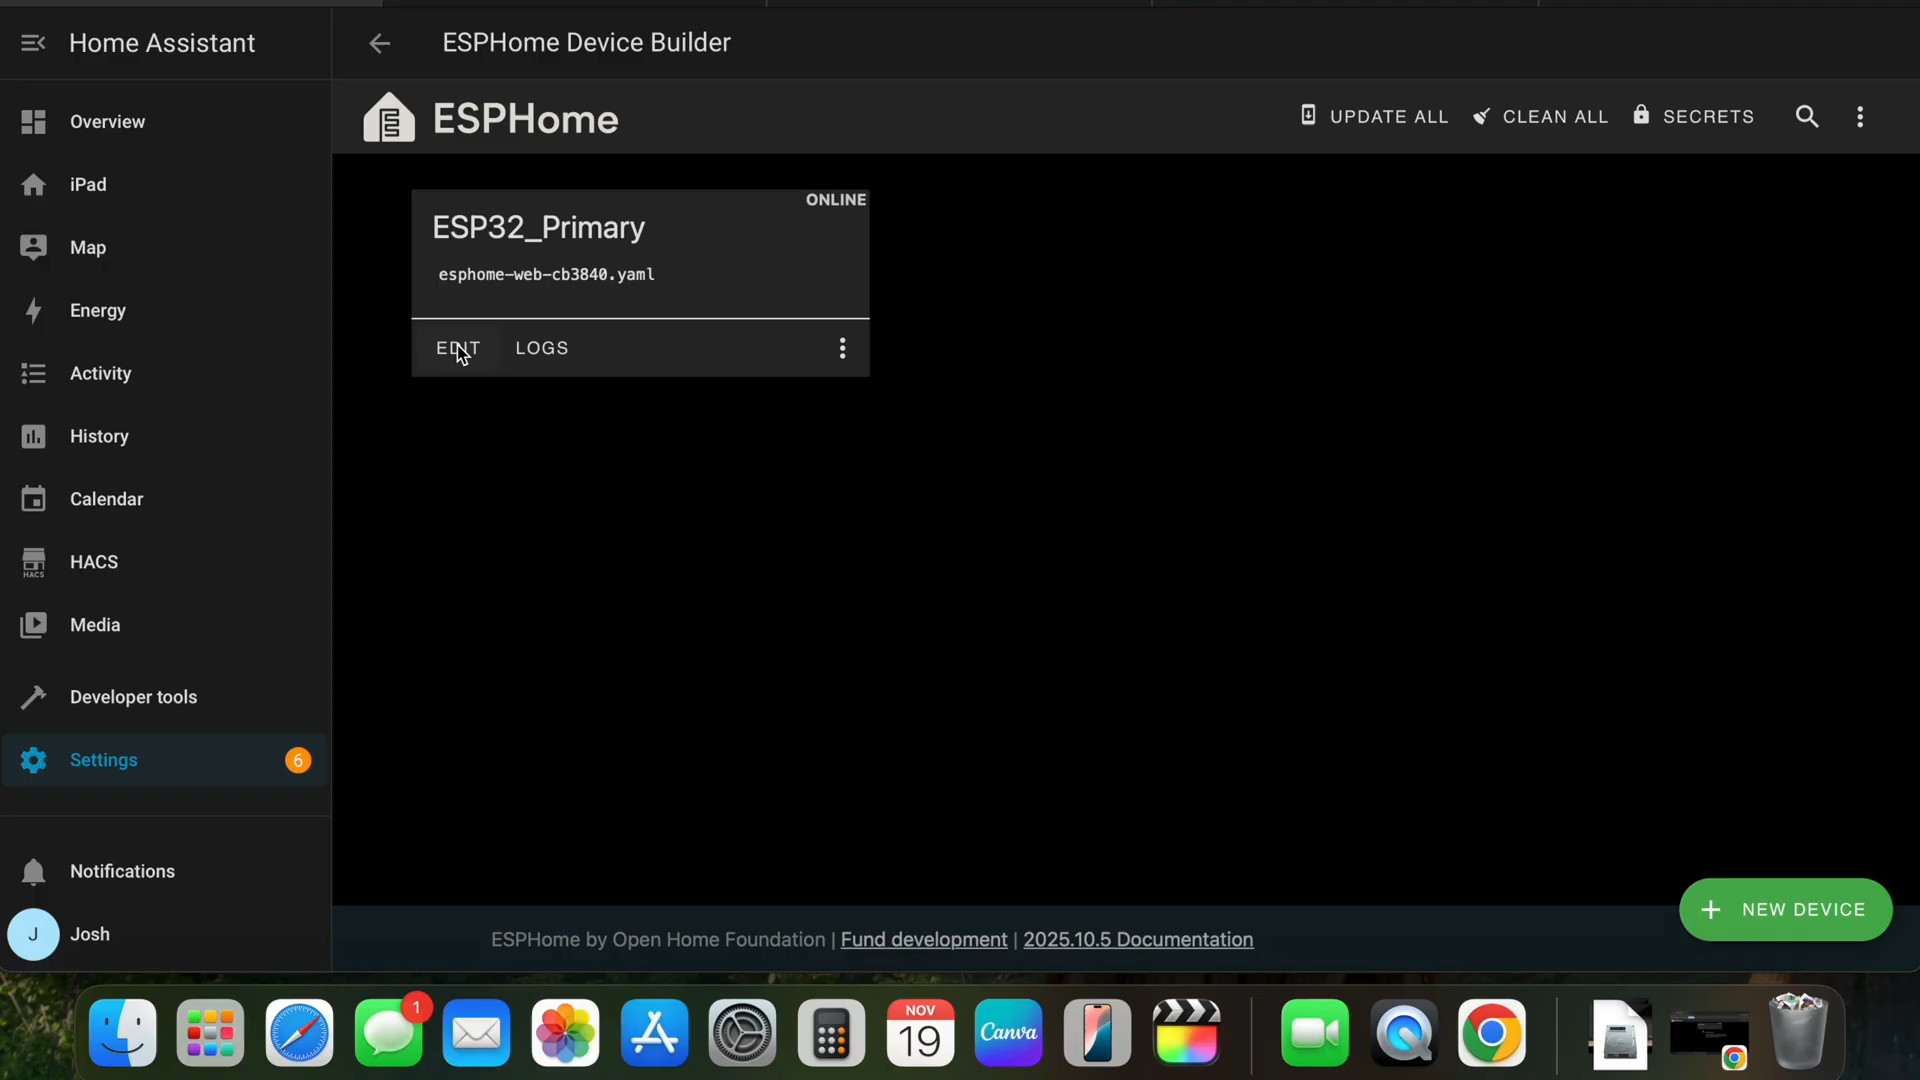 Home Assistant
ESPHome Device Builder
ESPHome
UPDATE ALL
CLEAN ALL
SECRETS
Overview
iPad
Map
Energy
Activity
History
Calendar
HACS
HACS
Media
Developer tools
Settings
6
Notifications
J
Josh
ONLINE
ESP32_Primary
esphome-web-cb3840.yaml
EDIT
LOGS
NEW DEVICE
ESPHome by Open Home Foundation | Fund development | 2025.10.5 Documentation
1
NOV
19
Canva